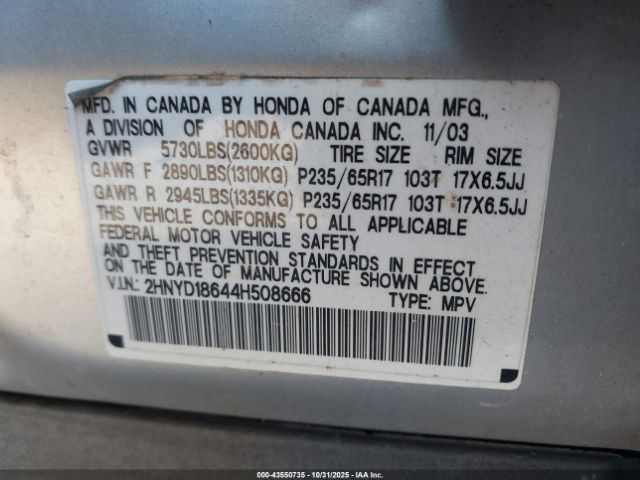 MFD. IN CANADA BY HONDA OF CANADA MFG.,
A DIVISION OF HONDA CANADA INC. 11/03
GVWR 5730LBS(2600KG) TIRE SIZE RIM SIZE
GAWR F 2890LBS(1310KG) P235/65R17 103T 17X6.5JJ
GAWR R 2945LBS(1335KG) P235/65R17 103T 17X6.5JJ
THIS VEHICLE CONFORMS TO ALL APPLICABLE
FEDERAL MOTOR VEHICLE SAFETY
AND THEFT PREVENTION STANDARDS IN EFFECT
ON THE DATE OF MANUFACTURE SHOWN ABOVE.
V.I.N.: 2HNYD18644H508666 TYPE: MPV
000-43550735 - 10/31/2025 - IAA Inc.